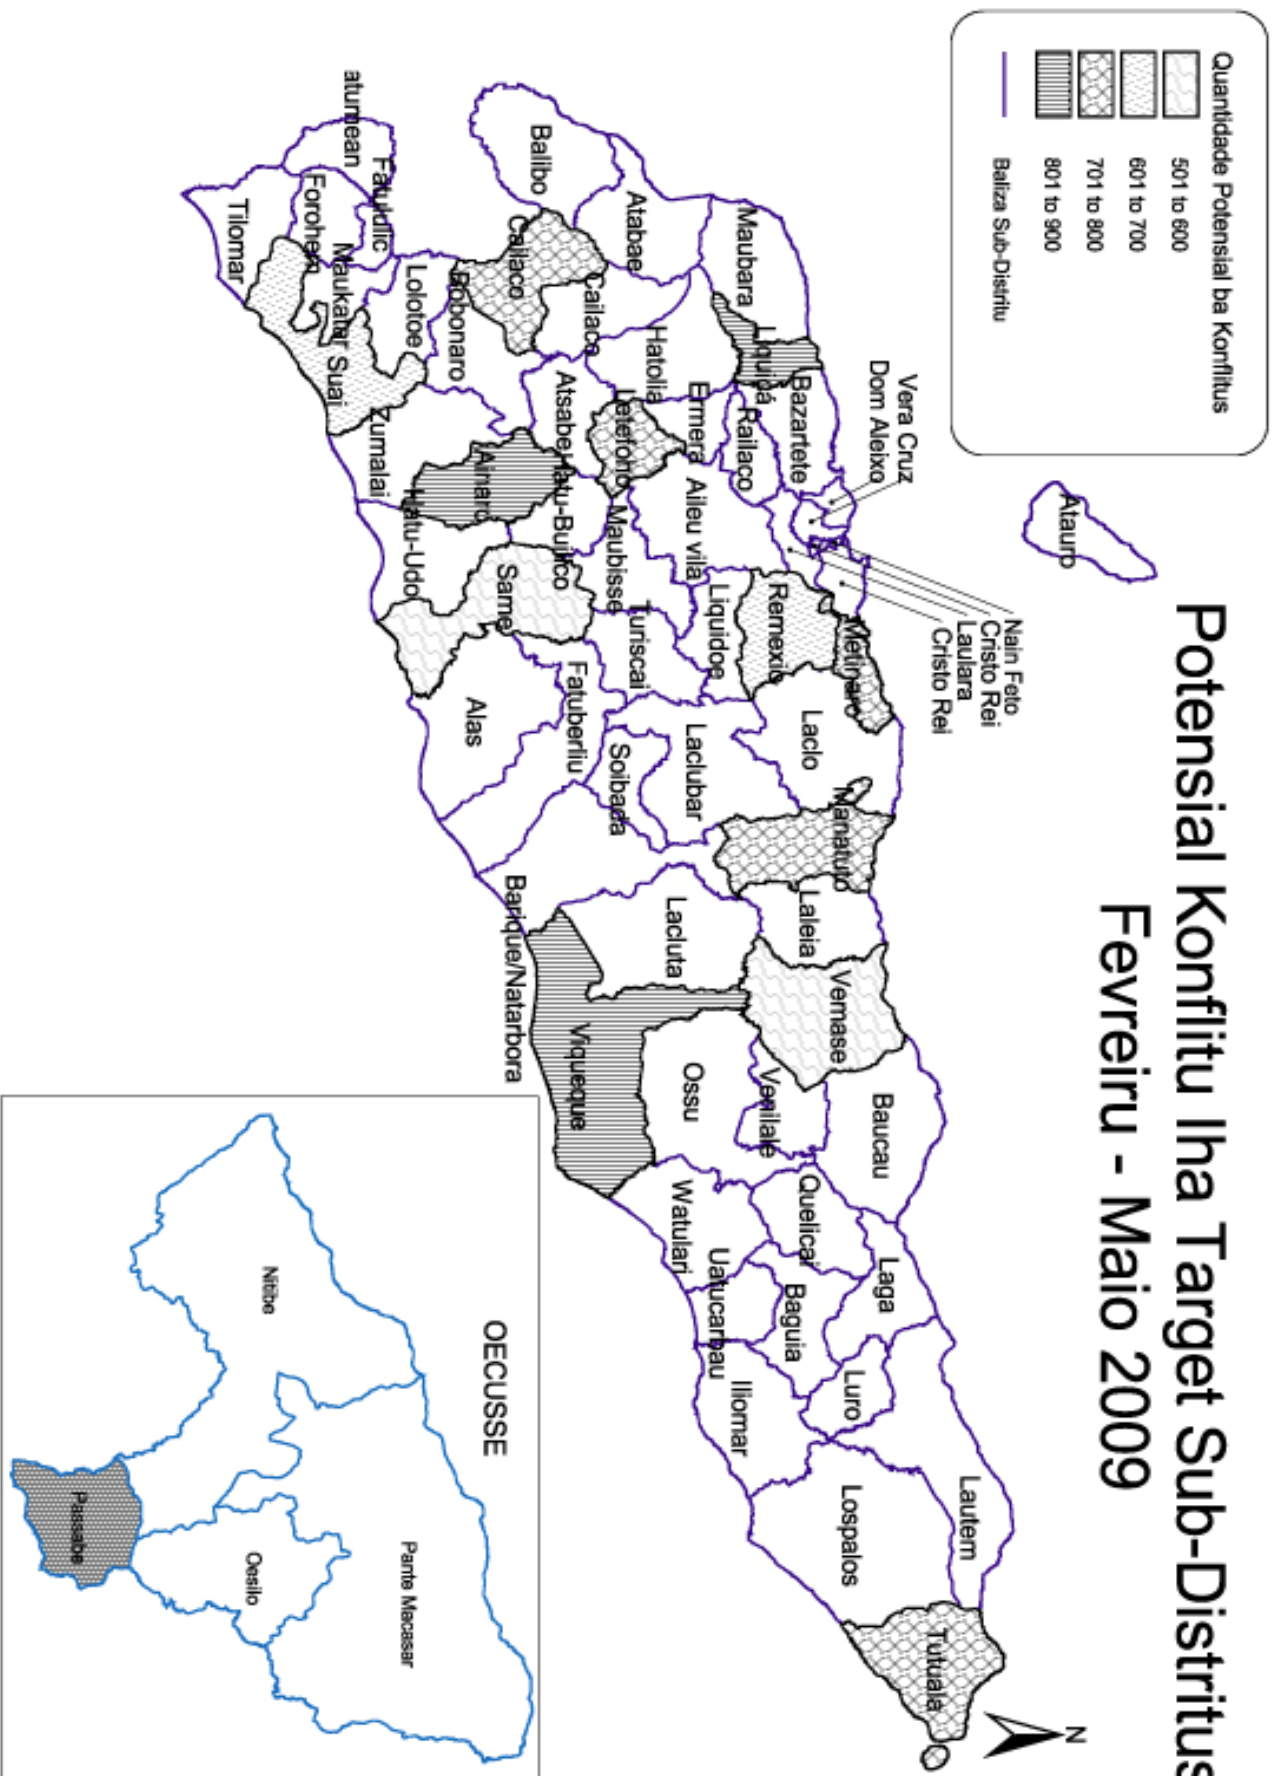 Potensial Konflitu Iha Target Sub-Distritus
Fevreiru - Maio 2009
Quantidade Potensial ba Konflitus
501 to 600
601 to 700
701 to 800
801 to 900
Baliza Sub-Distritu
N
Atauro
Vera Cruz
Dom Aleixo
Nain Feto
Cristo Rei
Laulara
Cristo Rei
Maubara
Liquiçá
Bazartete
Railaco
Ermera
Hatolia
Letefoho
Atabae
Balibo
Cailaco
Cailaco
Atsabe
Bobonaro
Lolotoe
atumean
Fatululic
Forohem
Maukatar
Suai
Tilomar
Zumalai
Ainaro
Hatu-Builico
Hatu-Udo
Maubisse
Aileu vila
Liquidoe
Remexio
Metinaro
Same
Turiscai
Fatuberliu
Alas
Laclo
Laclubar
Soibada
Manatuto
Laleia
Barique/Natarbora
Lacluta
Vemase
Viqueque
Ossu
Venilale
Baucau
Quelicai
Watulari
Uatucarbau
Baguia
Laga
Luro
Iliomar
Lautem
Lospalos
Tutuala
OECUSSE
Nitibe
Pante Macasar
Oesilo
Passabe